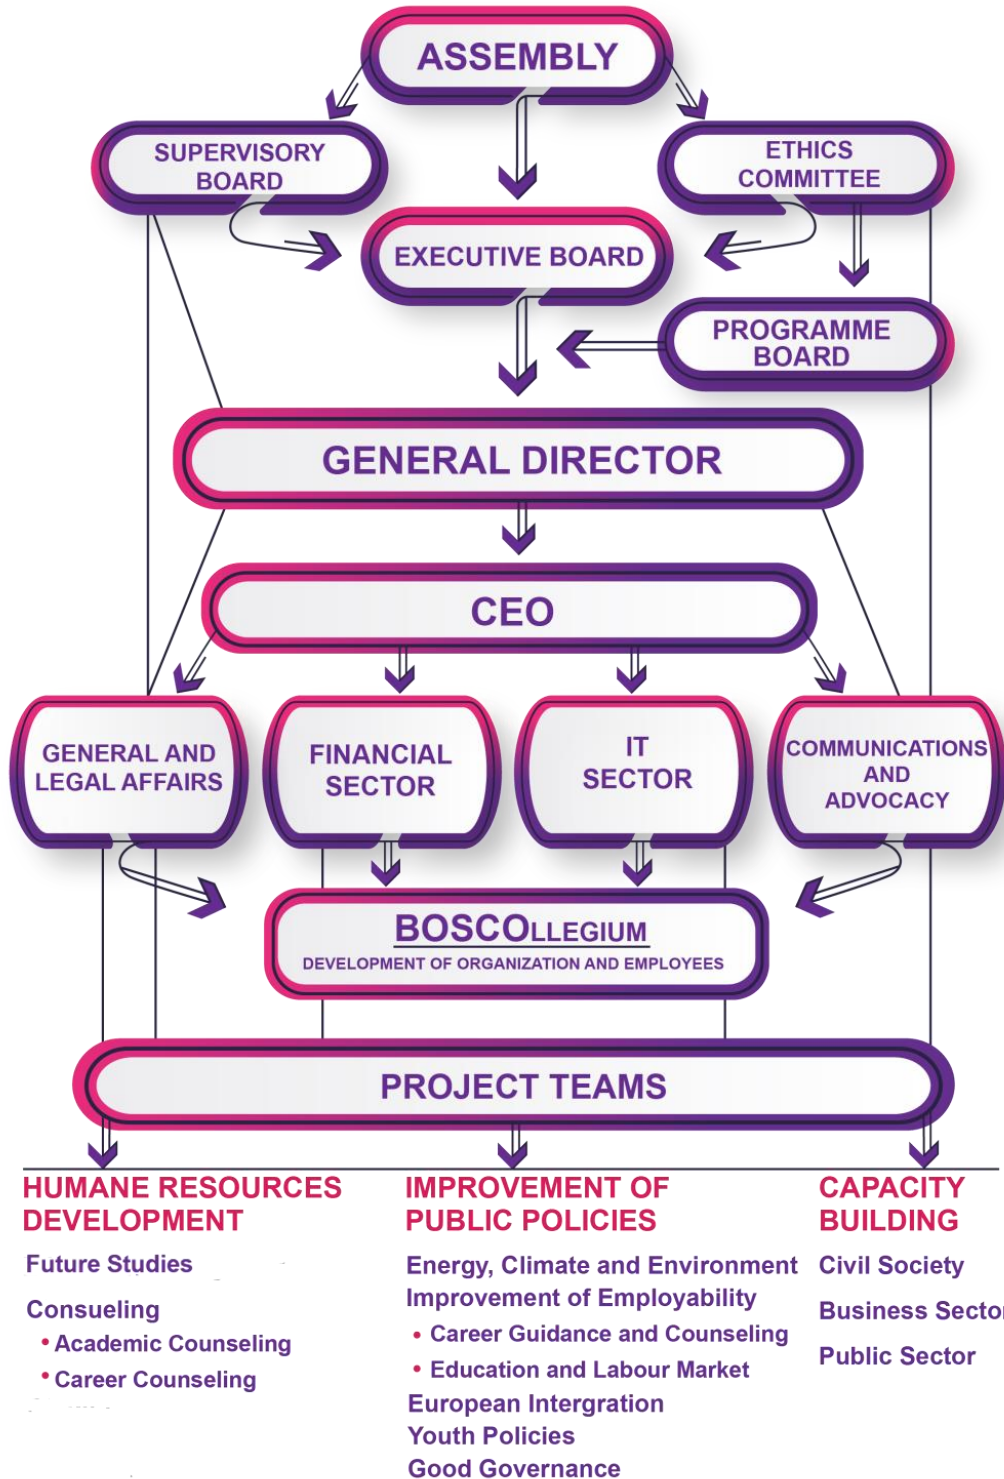 ASSEMBLY
SUPERVISORY
BOARD
ETHICS
COMMITTEE
EXECUTIVE BOARD
PROGRAMME
BOARD
GENERAL DIRECTOR
CEO
GENERAL AND
LEGAL AFFAIRS
FINANCIAL
SECTOR
IT
SECTOR
COMMUNICATIONS
AND
ADVOCACY
BOSCOLLEGIUM
DEVELOPMENT OF ORGANIZATION AND EMPLOYEES
PROJECT TEAMS
HUMANE RESOURCES
DEVELOPMENT
Future Studies
Consueling
• Academic Counseling
• Career Counseling
IMPROVEMENT OF
PUBLIC POLICIES
Energy, Climate and Environment
Improvement of Employability
• Career Guidance and Counseling
• Education and Labour Market
European Intergration
Youth Policies
Good Governance
CAPACITY
BUILDING
Civil Society
Business Sector
Public Sector